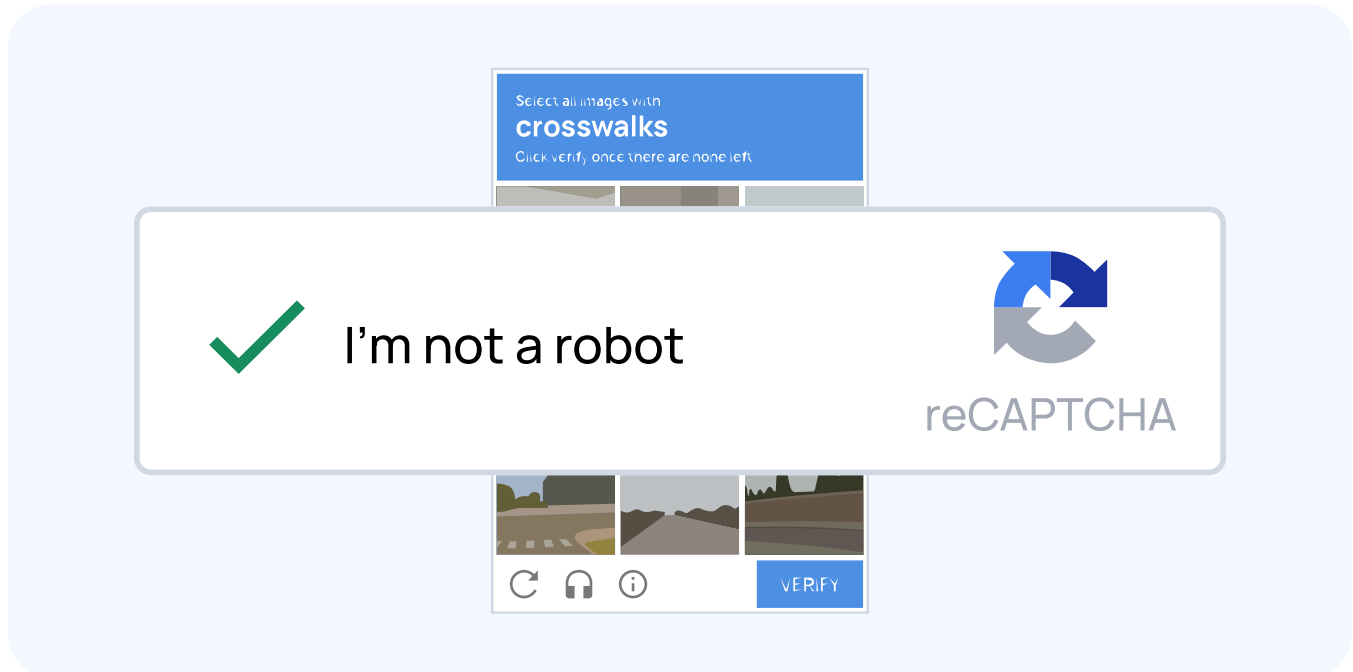 Select all images with
crosswalks
Click verify once there are none left
I'm not a robot
reCAPTCHA
VERIFY